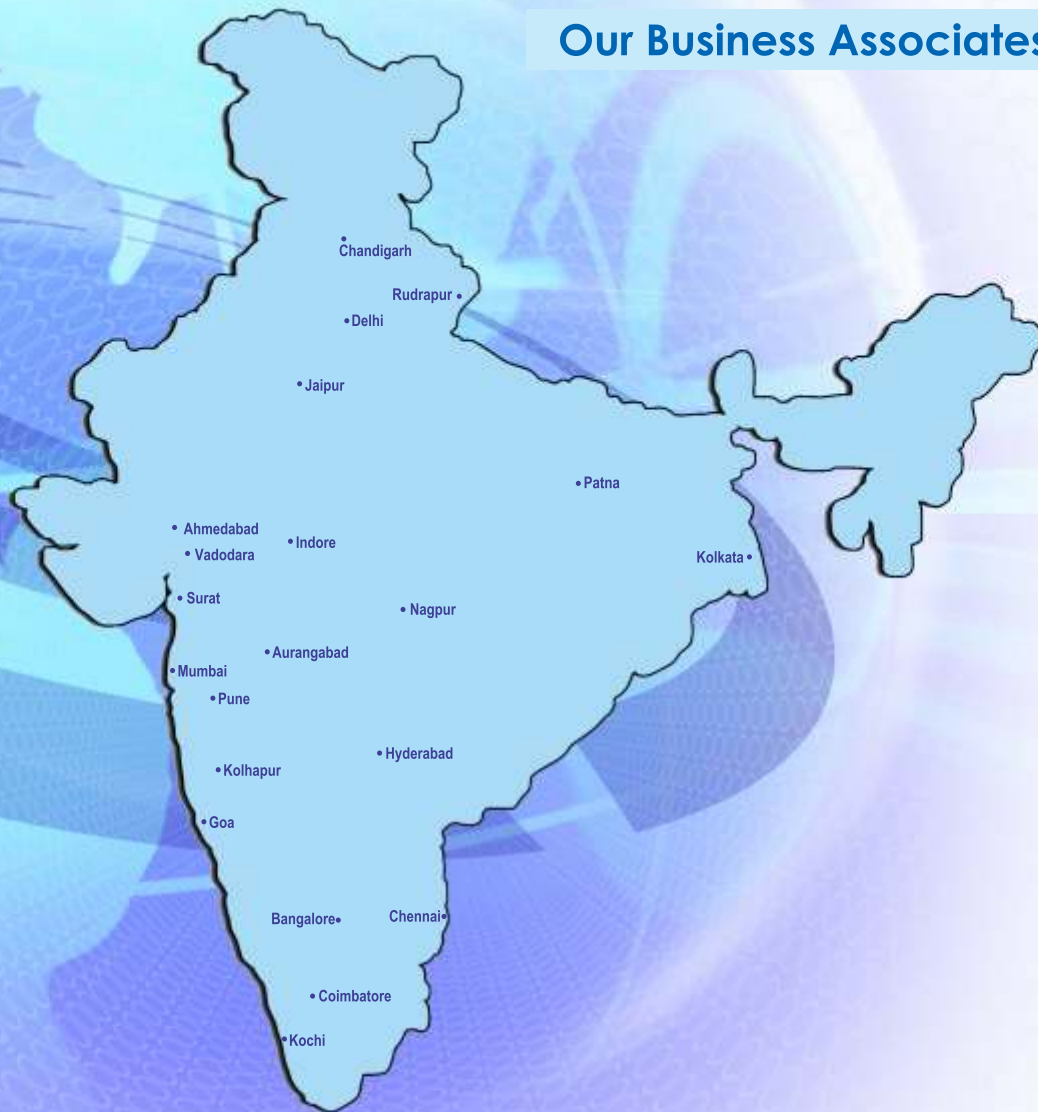 Our Business Associates
Chandigarh
Rudrapur
Delhi
Jaipur
Patna
Ahmedabad
Indore
Vadodara
Kolkata
Surat
Nagpur
Aurangabad
Mumbai
Pune
Hyderabad
Kolhapur
Goa
Bangalore
Chennai
Coimbatore
Kochi